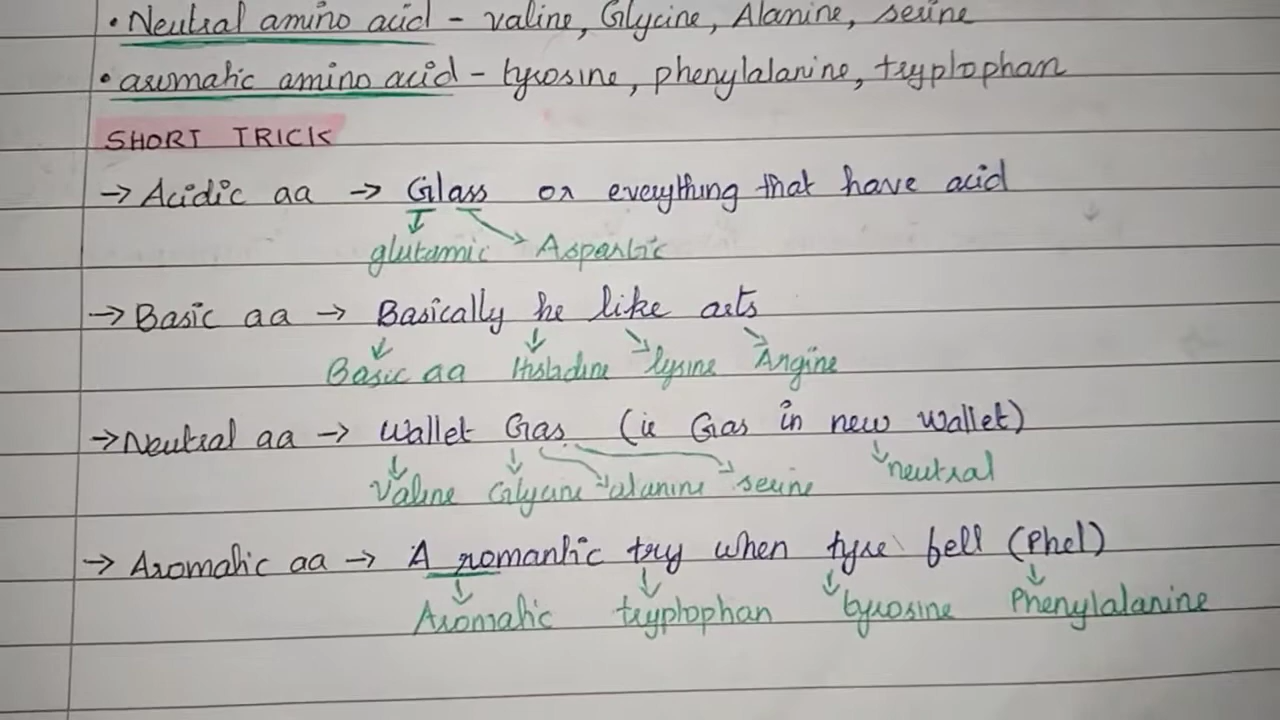 • Neutral amino acid - valine, Glycine, Alanine, serine
• aromatic amino acid - tyrosine, phenylalanine, tryptophan
SHORT TRICK
→ Acidic aa → Glass or everything that have acid
glutamic Aspartic
→ Basic aa → Basically he like arts
Basic aa Histadine lysine Argine
→ Neutral aa → Wallet Gas (ie Gas in new wallet)
Valine Glycine alanine serine neutral
→ Aromatic aa → A romantic try when tyre fell (Phel)
Aromatic tryptophan tyrosine Phenylalanine